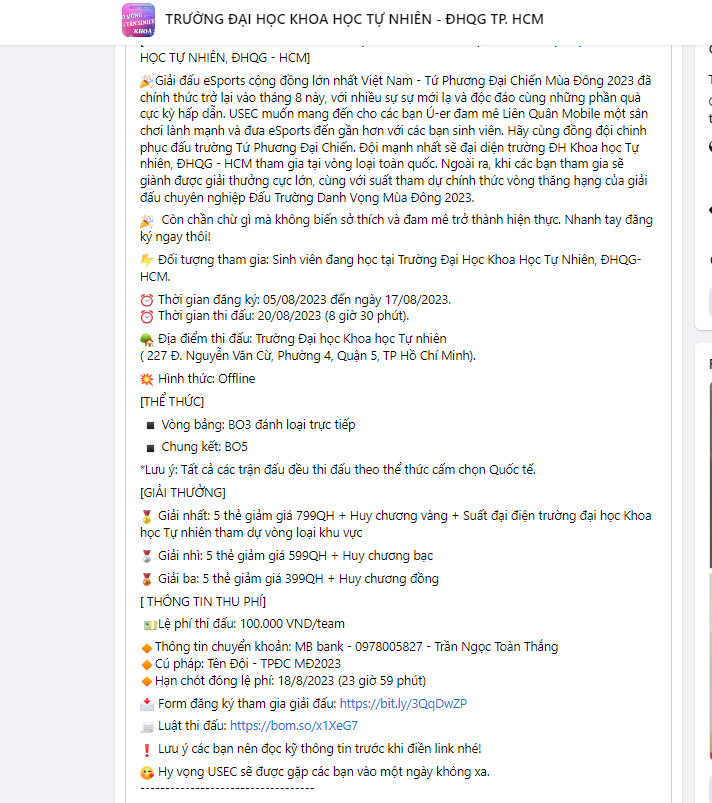 TRƯỜNG ĐẠI HỌC KHOA HỌC TỰ NHIÊN - ĐHQG TP. HCM
HỌC TỰ NHIÊN, ĐHQG - HCM]
🎉Giải đấu eSports cộng đồng lớn nhất Việt Nam - Tứ Phương Đại Chiến Mùa Đông 2023 đã
chính thức trở lại vào tháng 8 này, với nhiều sự sự mới lạ và độc đáo cùng những phần quà
cực kỳ hấp dẫn. USEC muốn mang đến cho các bạn Ú-er đam mê Liên Quân Mobile một sân
chơi lành mạnh và đưa eSports đến gần hơn với các bạn sinh viên. Hãy cùng đồng đội chinh
phục đấu trường Tứ Phương Đại Chiến. Đội mạnh nhất sẽ đại diện trường ĐH Khoa học Tự
nhiên, ĐHQG - HCM tham gia tại vòng loại toàn quốc. Ngoài ra, khi các bạn tham gia sẽ
giành được giải thưởng cực lớn, cùng với suất tham dự chính thức vòng thăng hạng của giải
đấu chuyên nghiệp Đấu Trường Danh Vọng Mùa Đông 2023.
🎉 Còn chần chừ gì mà không biến sở thích và đam mê trở thành hiện thực. Nhanh tay đăng
ký ngay thôi!
⚡ Đối tượng tham gia: Sinh viên đang học tại Trường Đại Học Khoa Học Tự Nhiên, ĐHQG-
HCM.
⏰ Thời gian đăng ký: 05/08/2023 đến ngày 17/08/2023.
⏰ Thời gian thi đấu: 20/08/2023 (8 giờ 30 phút).
🌳 Địa điểm thi đấu: Trường Đại học Khoa học Tự nhiên
( 227 Đ. Nguyễn Văn Cừ, Phường 4, Quận 5, TP Hồ Chí Minh).
💥 Hình thức: Offline
[THỂ THỨC]
◾ Vòng bảng: BO3 đánh loại trực tiếp
◾ Chung kết: BO5
*Lưu ý: Tất cả các trận đấu đều thi đấu theo thể thức cấm chọn Quốc tế.
[GIẢI THƯỞNG]
🥇 Giải nhất: 5 thẻ giảm giá 799QH + Huy chương vàng + Suất đại điện trường đại học Khoa
học Tự nhiên tham dự vòng loại khu vực
🥈 Giải nhì: 5 thẻ giảm giá 599QH + Huy chương bạc
🥉 Giải ba: 5 thẻ giảm giá 399QH + Huy chương đồng
[ THÔNG TIN THU PHÍ]
💵Lệ phí thi đấu: 100.000 VND/team
🔸Thông tin chuyển khoản: MB bank - 0978005827 - Trần Ngọc Toàn Thắng
🔸Cú pháp: Tên Đội - TPĐC MĐ2023
🔸Hạn chót đóng lệ phí: 18/8/2023 (23 giờ 59 phút)
📩 Form đăng ký tham gia giải đấu: https://bit.ly/3QqDwZP
🧾 Luật thi đấu: https://bom.so/x1XeG7
❗ Lưu ý các bạn nên đọc kỹ thông tin trước khi điền link nhé!
😘 Hy vọng USEC sẽ được gặp các bạn vào một ngày không xa.
-----------------------------------